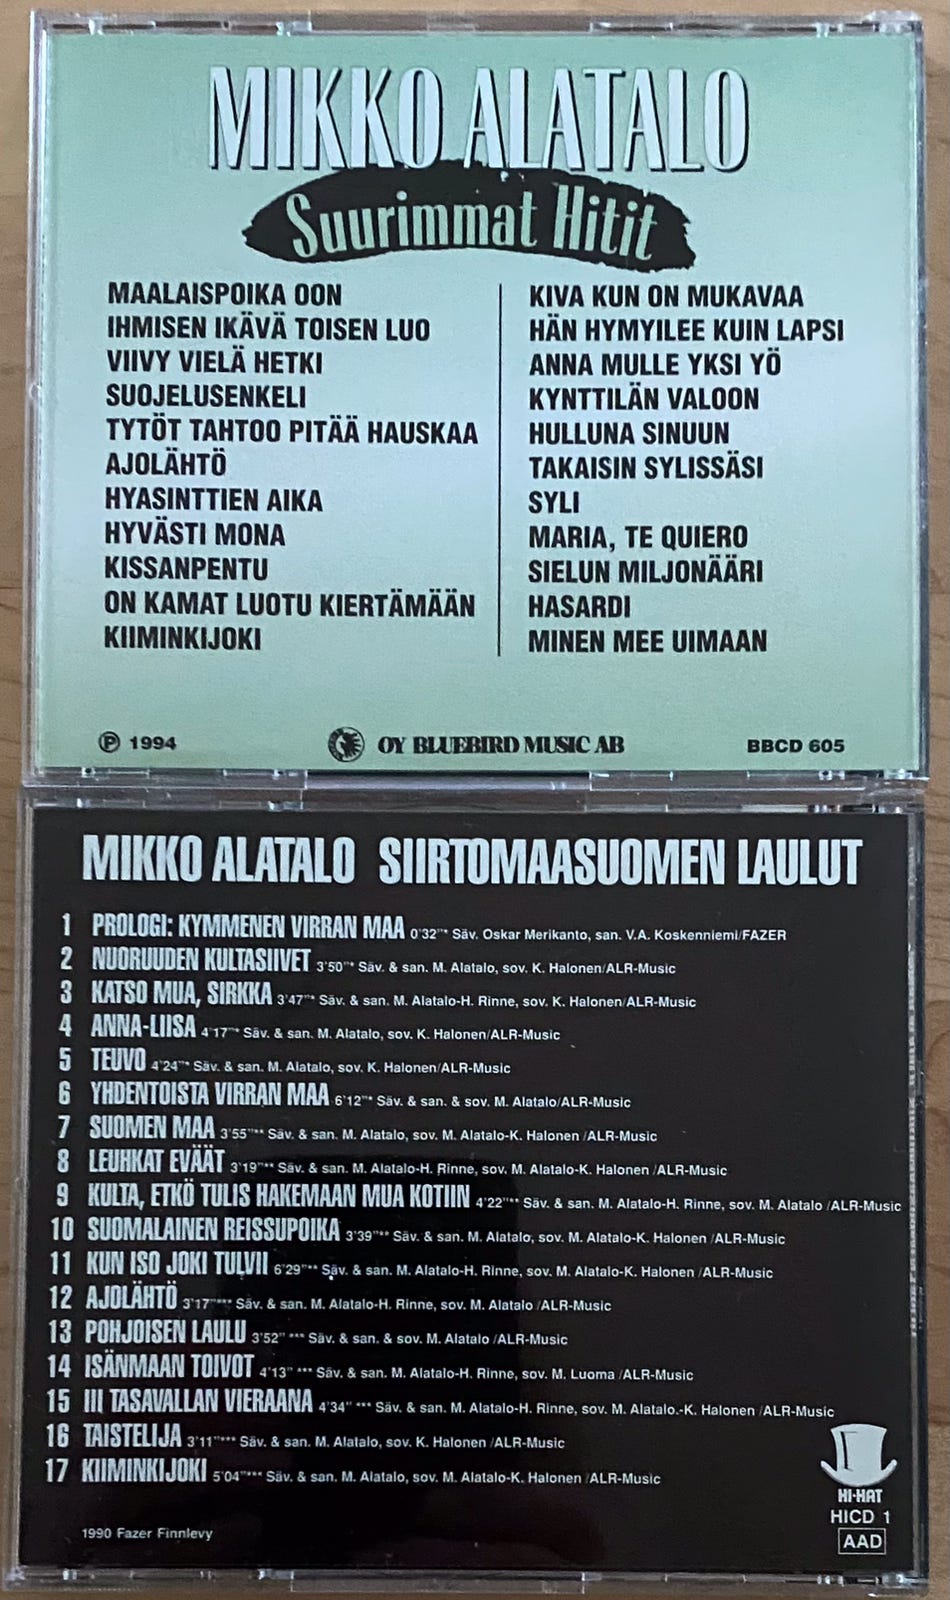 MIKKO ALATALO
Suurimmat Hitit
MAALAISPOIKA OON
IHMISEN IKÄVÄ TOISEN LUO
VIIVY VIELÄ HETKI
SUOJELUSENKELI
TYTÖT TAHTOO PITÄÄ HAUSKAA
AJOLÄHTÖ
HYASINTTIEN AIKA
HYVÄSTI MONA
KISSANPENTU
ON KAMAT LUOTU KIERTÄMÄÄN
KIIMINKIJOKI
KIVA KUN ON MUKAVAA
HÄN HYMYILEE KUIN LAPSI
ANNA MULLE YKSI YÖ
KYNTTILÄN VALOON
HULLUNA SINUUN
TAKAISIN SYLISSÄSI
SYLI
MARIA, TE QUIERO
SIELUN MILJONÄÄRI
HASARDI
MINEN MEE UIMAAN
Ⓟ 1994 OY BLUEBIRD MUSIC AB BBCD 605
MIKKO ALATALO SIIRTOMAASUOMEN LAULUT
1 PROLOGI: KYMMENEN VIRRAN MAA 0'32"* Säv. Oskar Merikanto, san. V.A. Koskenniemi/FAZER
2 NUORUUDEN KULTASIIVET 3'50"* Säv. & san. M. Alatalo, sov. K. Halonen/ALR-Music
3 KATSO MUA, SIRKKA 3'47"* Säv. & san. M. Alatalo-H. Rinne, sov. K. Halonen/ALR-Music
4 ANNA-LIISA 4'17"* Säv. & san. M. Alatalo, sov. K. Halonen/ALR-Music
5 TEUVO 4'24"* Säv. & san. M. Alatalo, sov. K. Halonen/ALR-Music
6 YHDENTOISTA VIRRAN MAA 6'12"* Säv. & san. & sov. M. Alatalo/ALR-Music
7 SUOMEN MAA 3'55"** Säv. & san. M. Alatalo, sov. M. Alatalo-K. Halonen /ALR-Music
8 LEUHKAT EVÄÄT 3'19"** Säv. & san. M. Alatalo-H. Rinne, sov. M. Alatalo-K. Halonen /ALR-Music
9 KULTA, ETKÖ TULIS HAKEMAAN MUA KOTIIN 4'22"** Säv. & san. M. Alatalo-H. Rinne, sov. M. Alatalo /ALR-Music
10 SUOMALAINEN REISSUPOIKA 3'39"** Säv. & san. M. Alatalo, sov. M. Alatalo-K. Halonen /ALR-Music
11 KUN ISO JOKI TULVII 6'29"** Säv. & san. M. Alatalo-H. Rinne, sov. M. Alatalo-K. Halonen /ALR-Music
12 AJOLÄHTÖ 3'17"*** Säv. & san. M. Alatalo-H. Rinne, sov. M. Alatalo /ALR-Music
13 POHJOISEN LAULU 3'52" *** Säv. & san. & sov. M. Alatalo /ALR-Music
14 ISÄNMAAN TOIVOT 4'13" *** Säv. & san. M. Alatalo-H. Rinne, sov. M. Luoma /ALR-Music
15 III TASAVALLAN VIERAANA 4'34" *** Säv. & san. M. Alatalo-H. Rinne, sov. M. Alatalo.-K. Halonen /ALR-Music
16 TAISTELIJA 3'11"*** Säv. & san. M. Alatalo, sov. K. Halonen /ALR-Music
17 KIIMINKIJOKI 5'04"*** Säv. & san. M. Alatalo, sov. M. Alatalo-K. Halonen /ALR-Music
HI-HAT
HICD 1
AAD
1990 Fazer Finnlevy